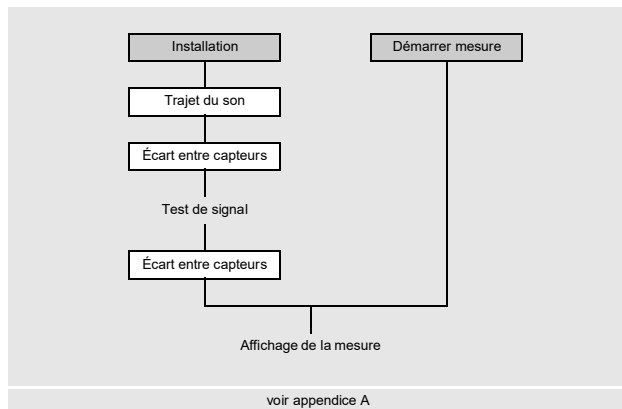 Installation
Démarrer mesure
Trajet du son
Écart entre capteurs
Test de signal
Écart entre capteurs
Affichage de la mesure
voir appendice A